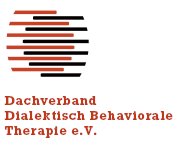 Dachverband
Dialektisch Behaviorale
Therapie e.V.